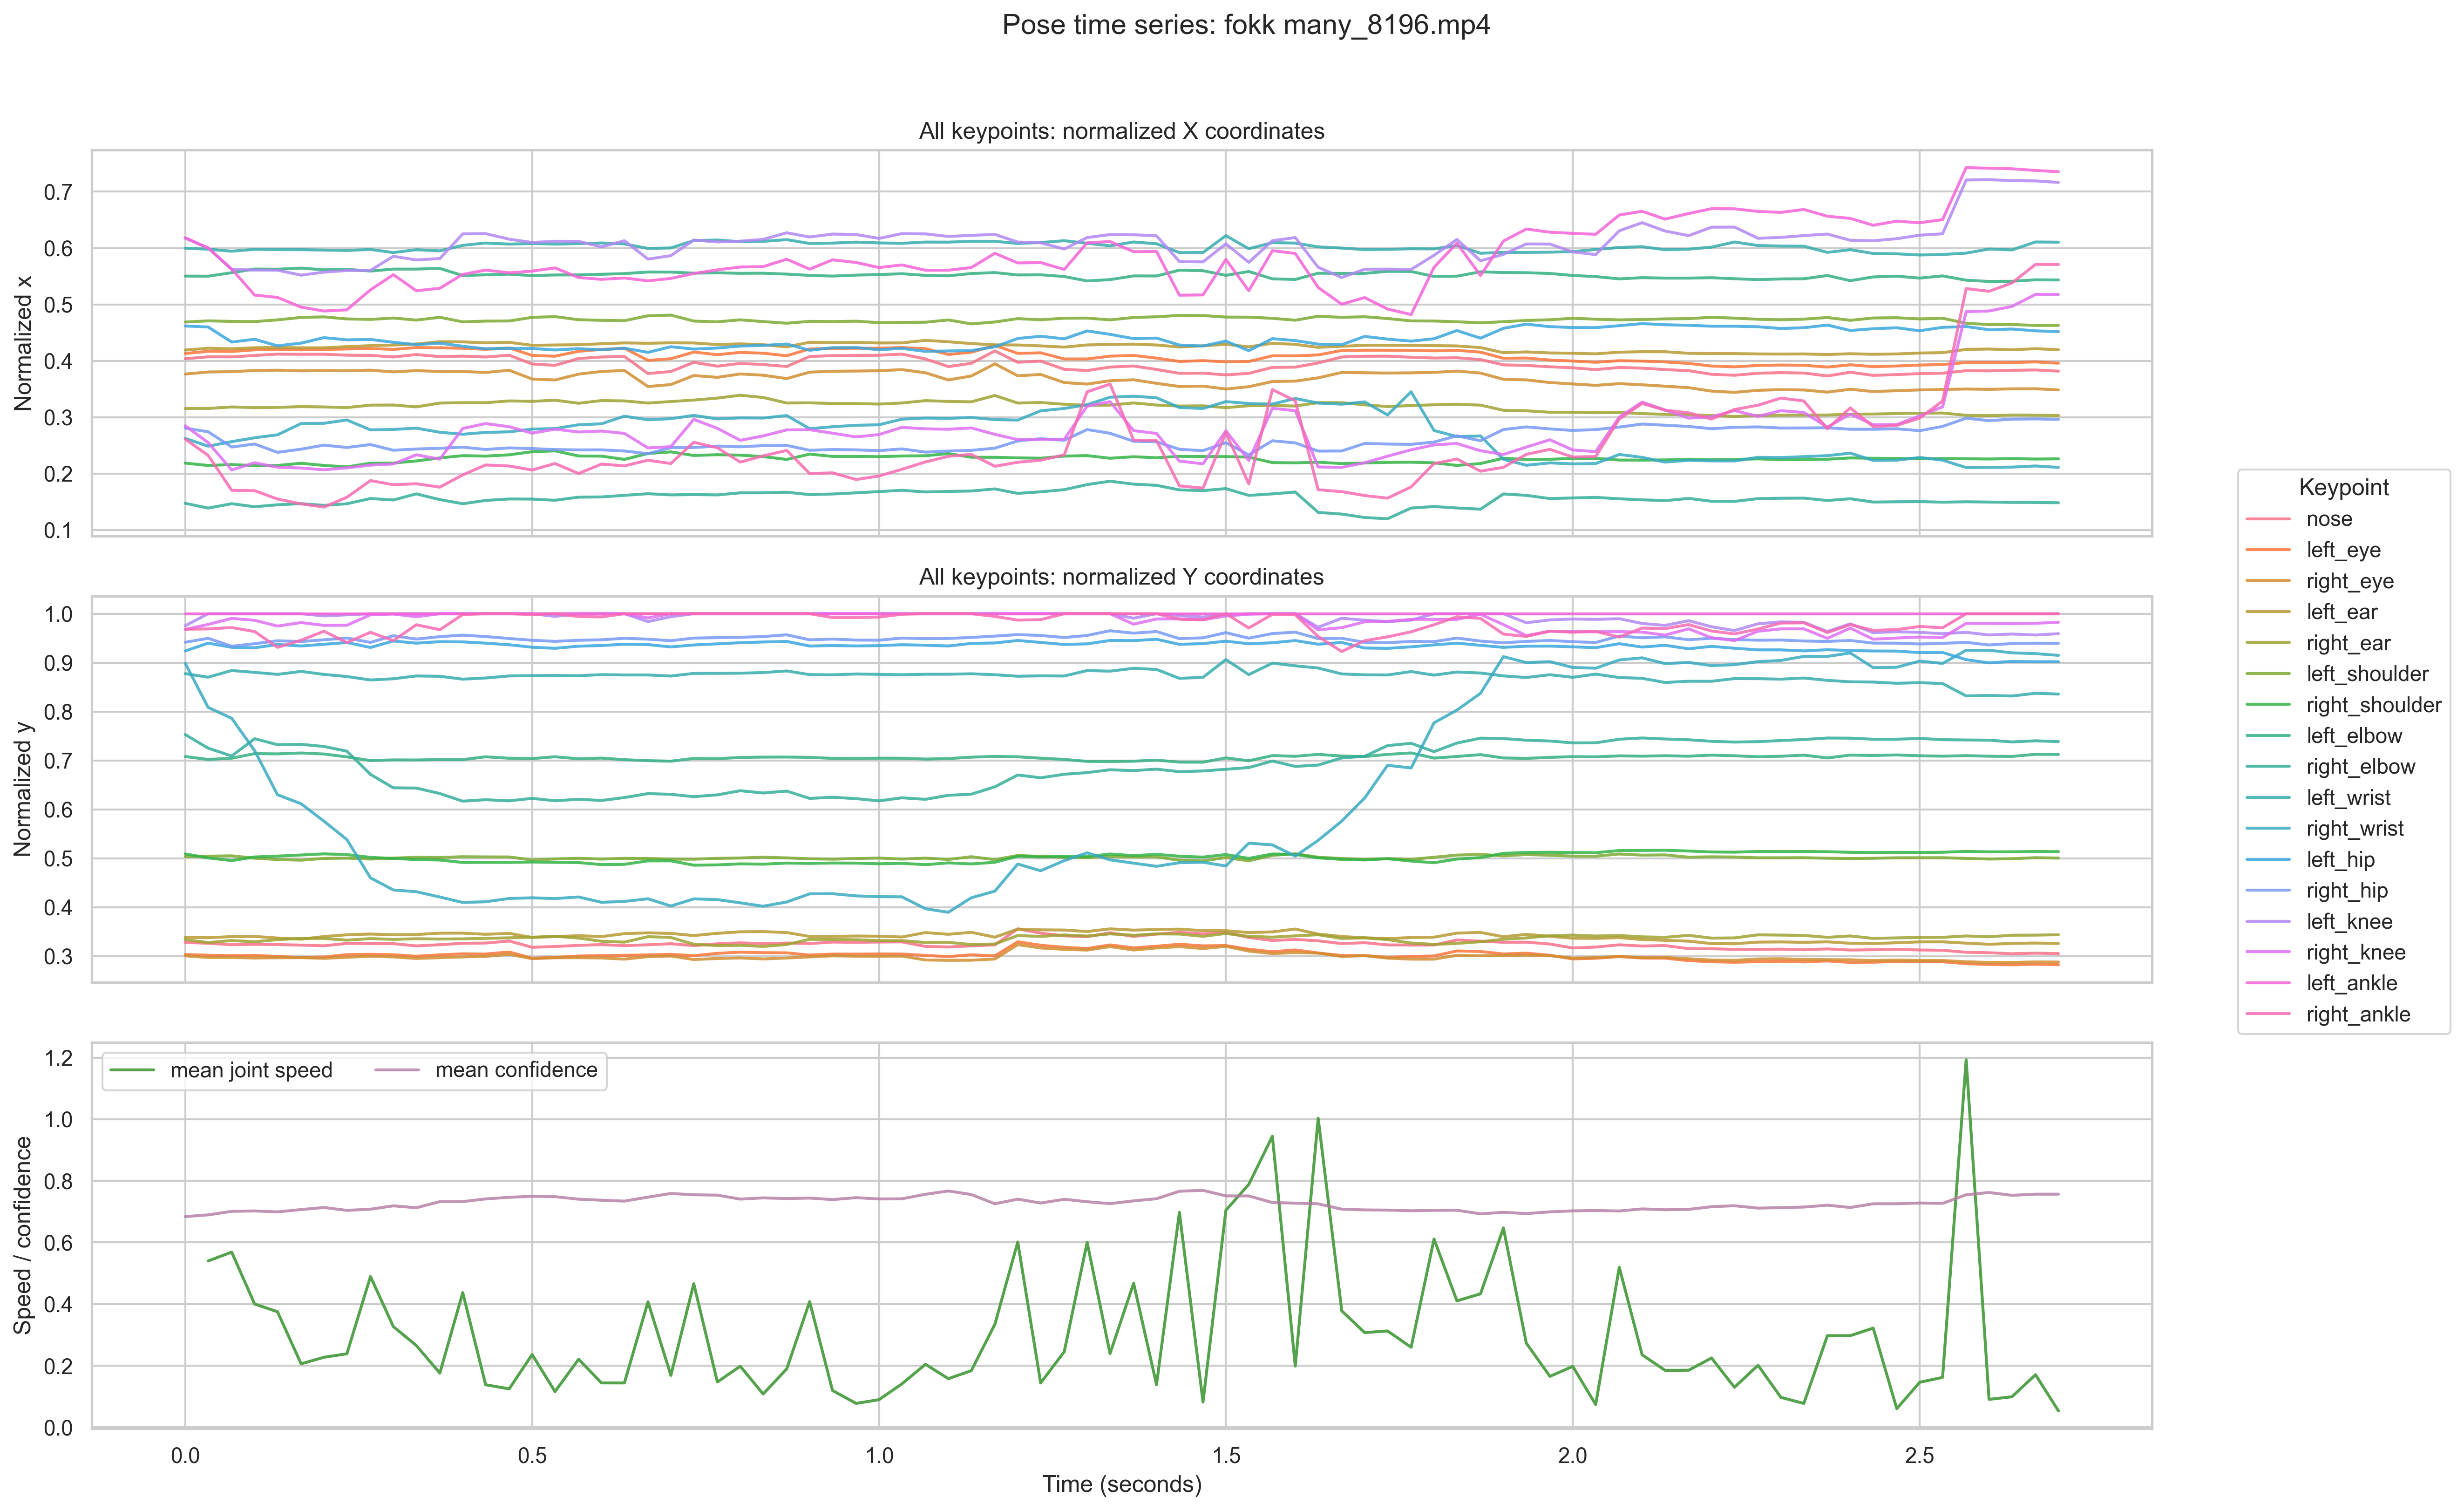 Pose time series: fokk many_8196.mp4
All keypoints: normalized X coordinates
Normalized x
0.7
0.6
0.5
0.4
0.3
0.2
0.1
All keypoints: normalized Y coordinates
Normalized y
1.0
0.9
0.8
0.7
0.6
0.5
0.4
0.3
Keypoint
nose
left_eye
right_eye
left_ear
right_ear
left_shoulder
right_shoulder
left_elbow
right_elbow
left_wrist
right_wrist
left_hip
right_hip
left_knee
right_knee
left_ankle
right_ankle
mean joint speed mean confidence
Speed / confidence
1.2
1.0
0.8
0.6
0.4
0.2
0.0
0.0 0.5 1.0 1.5 2.0 2.5
Time (seconds)